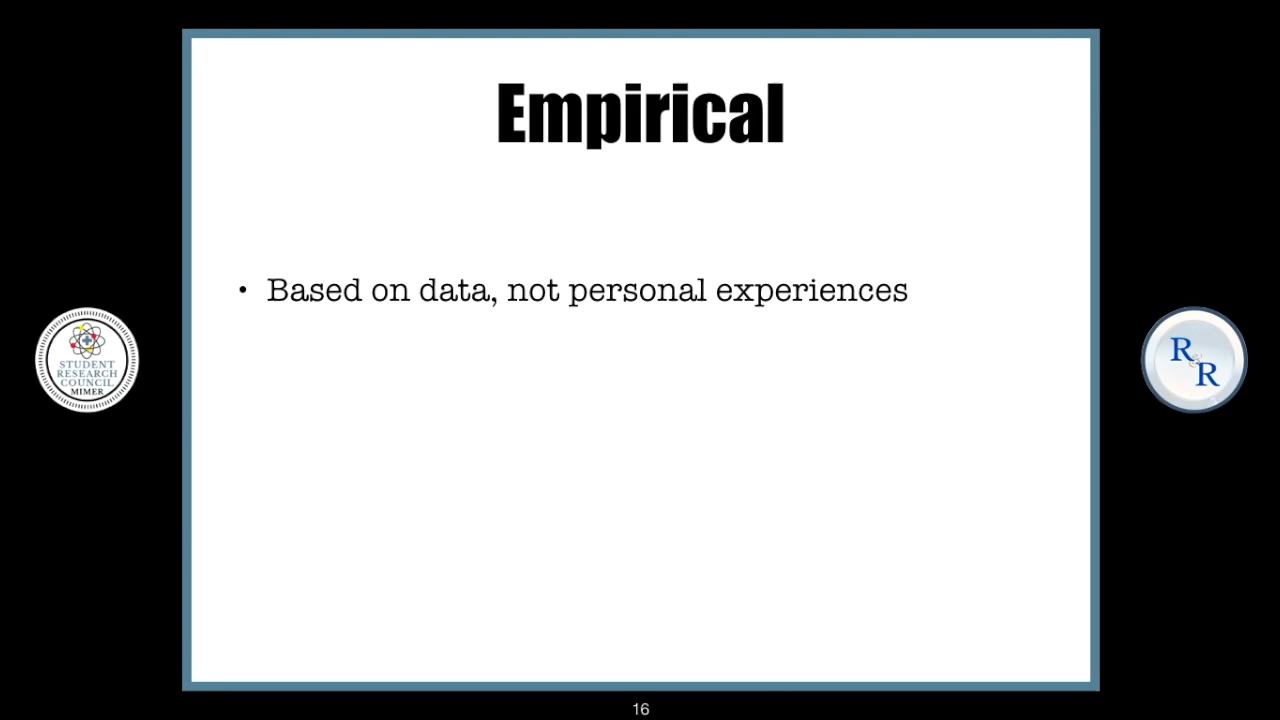 Empirical
• Based on data, not personal experiences
STUDENT
RESEARCH
COUNCIL
MIMER
R
&
R
16